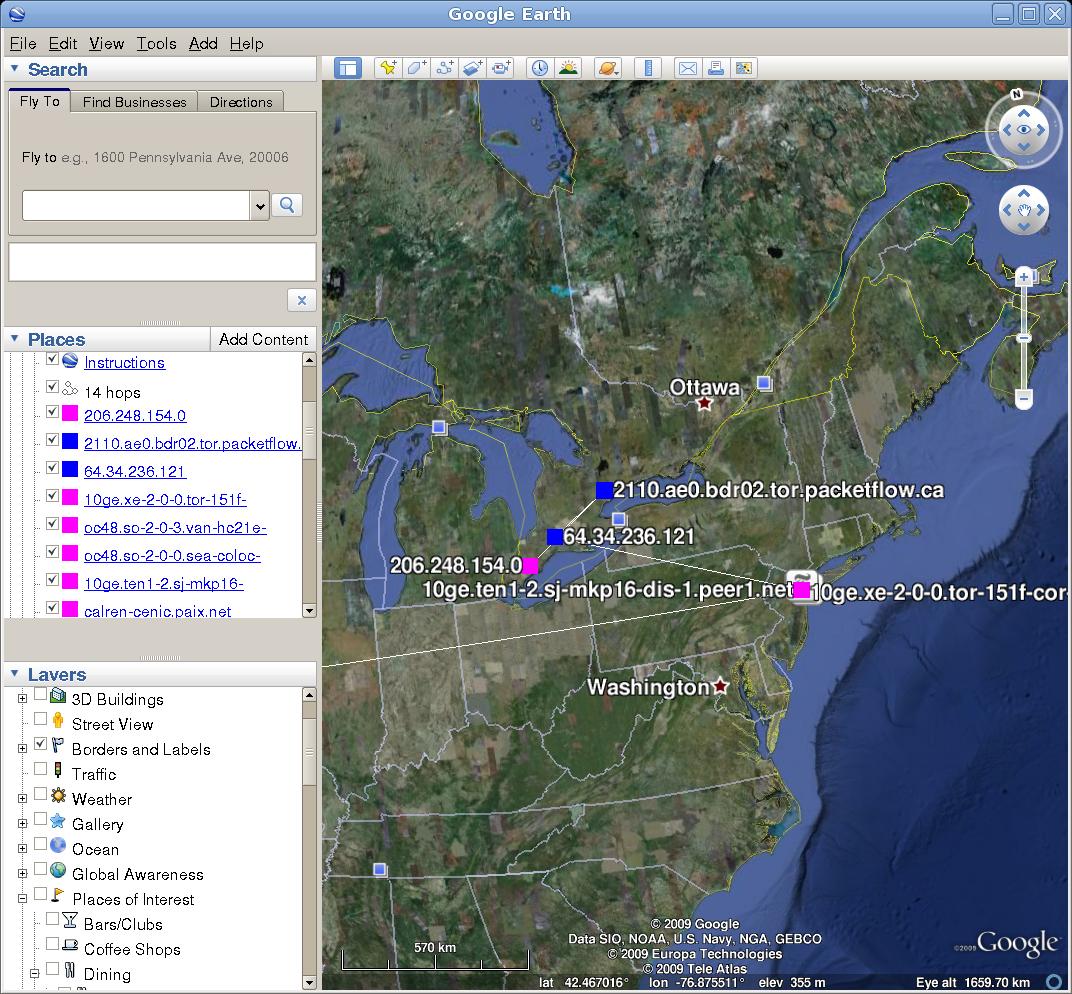 Google Earth
File Edit View Tools Add Help
Search
Fly To Find Businesses Directions
Fly to e.g., 1600 Pennsylvania Ave, 20006
Places Add Content
Instructions
14 hops
206.248.154.0
2110.ae0.bdr02.tor.packetflow.
64.34.236.121
10ge.xe-2-0-0.tor-151f-
oc48.so-2-0-3.van-hc21e-
oc48.so-2-0-0.sea-coloc-
10ge.ten1-2.sj-mkp16-
calren-cenic.paix.net
Layers
3D Buildings
Street View
Borders and Labels
Traffic
Weather
Gallery
Ocean
Global Awareness
Places of Interest
Bars/Clubs
Coffee Shops
Dining
N
Ottawa
2110.ae0.bdr02.tor.packetflow.ca
64.34.236.121
206.248.154.0
10ge.ten1-2.sj-mkp16-dis-1.peer1.net
10ge.xe-2-0-0.tor-151f-cor-
Washington
© 2009 Google
Data SIO, NOAA, U.S. Navy, NGA, GEBCO
© 2009 Europa Technologies
© 2009 Tele Atlas
©2009 Google
570 km
lat 42.467016° lon -76.875511° elev 355 m Eye alt 1659.70 km